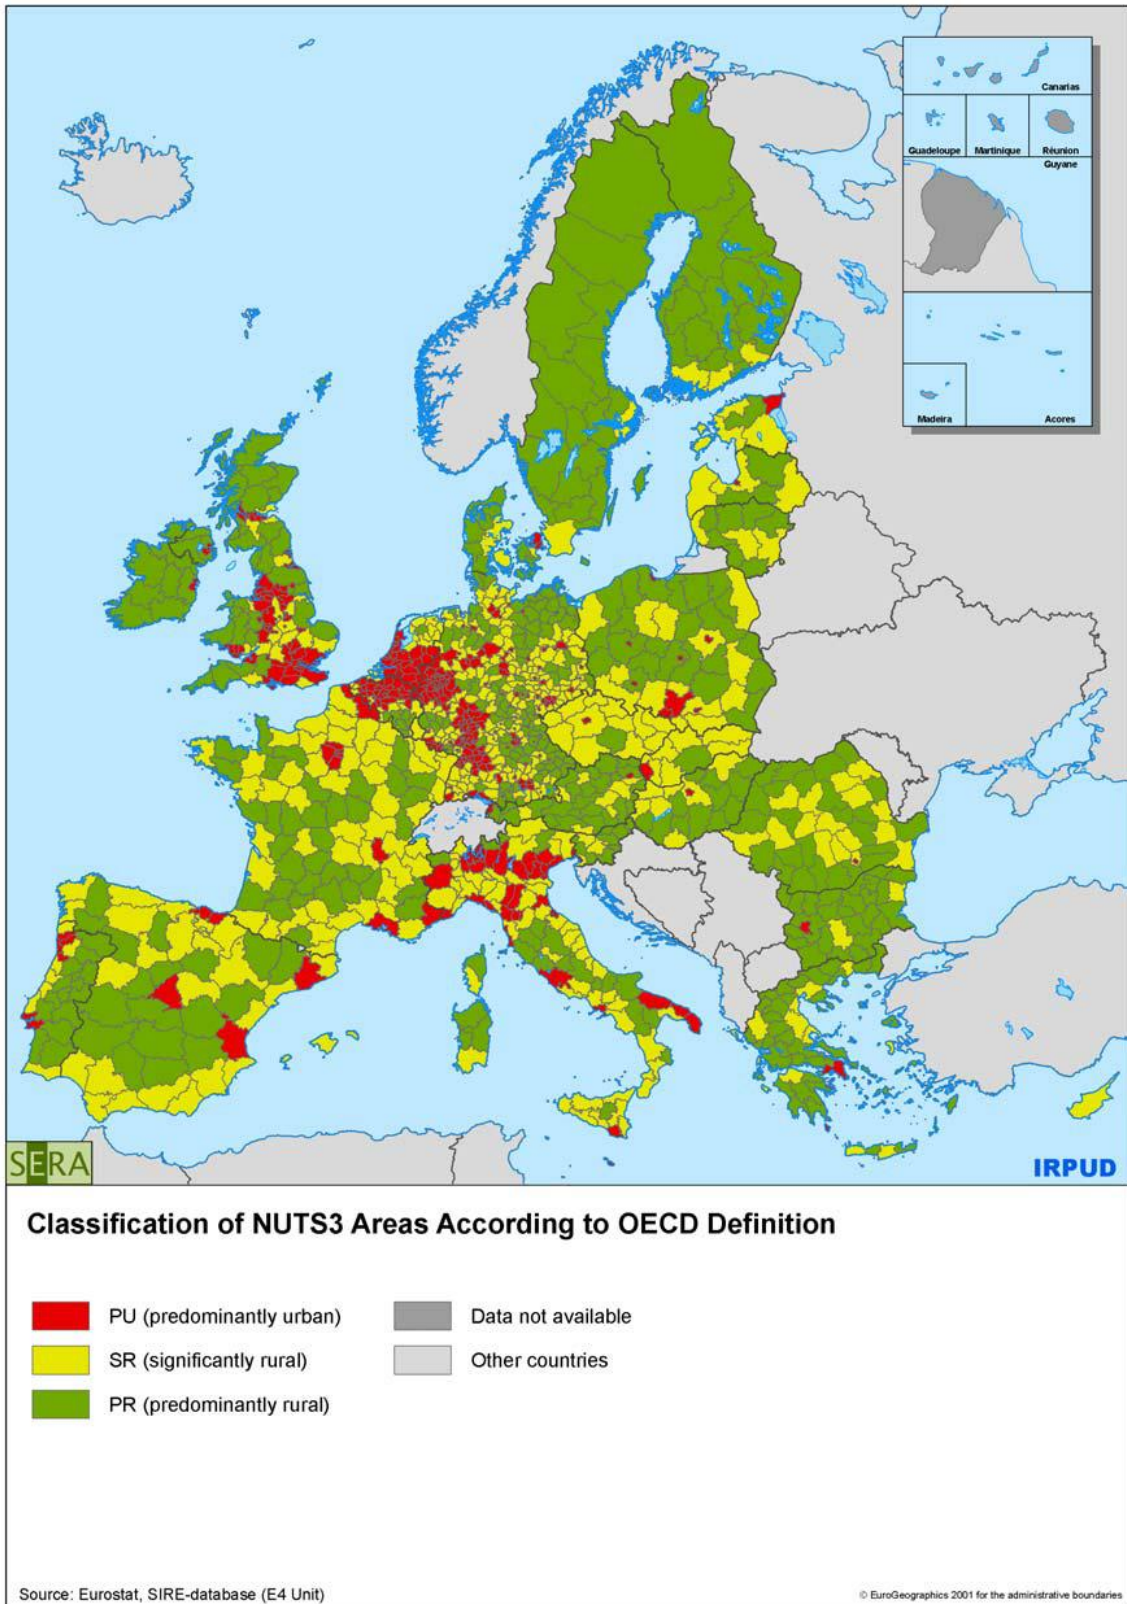 Canarias
Guadeloupe
Martinique
Réunion
Guyane
Madeira
Acores
SERA
IRPUD
Classification of NUTS3 Areas According to OECD Definition
PU (predominantly urban)
Data not available
SR (significantly rural)
Other countries
PR (predominantly rural)
Source: Eurostat, SIRE-database (E4 Unit)
© EuroGeographics 2001 for the administrative boundaries